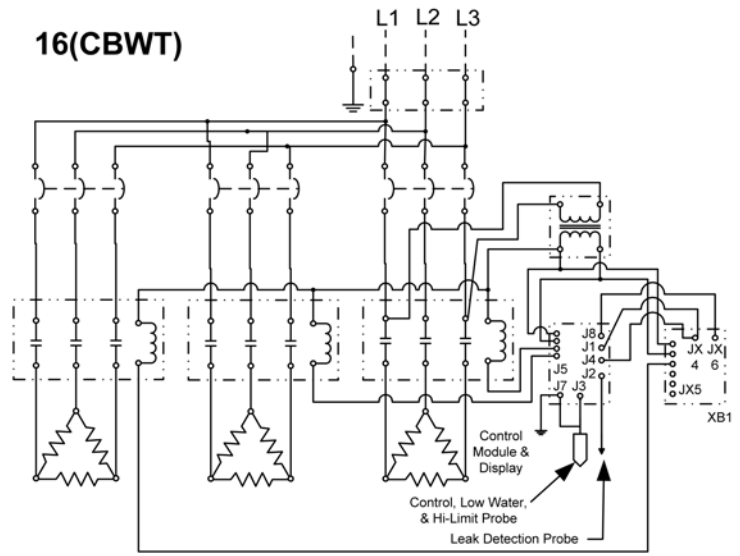 16(CBWT)
L1 L2 L3
J8
J1
J4
J5
J2
J7 J3
JX JX
4 6
JX5
XB1
Control
Module &
Display
Control, Low Water,
& Hi-Limit Probe
Leak Detection Probe